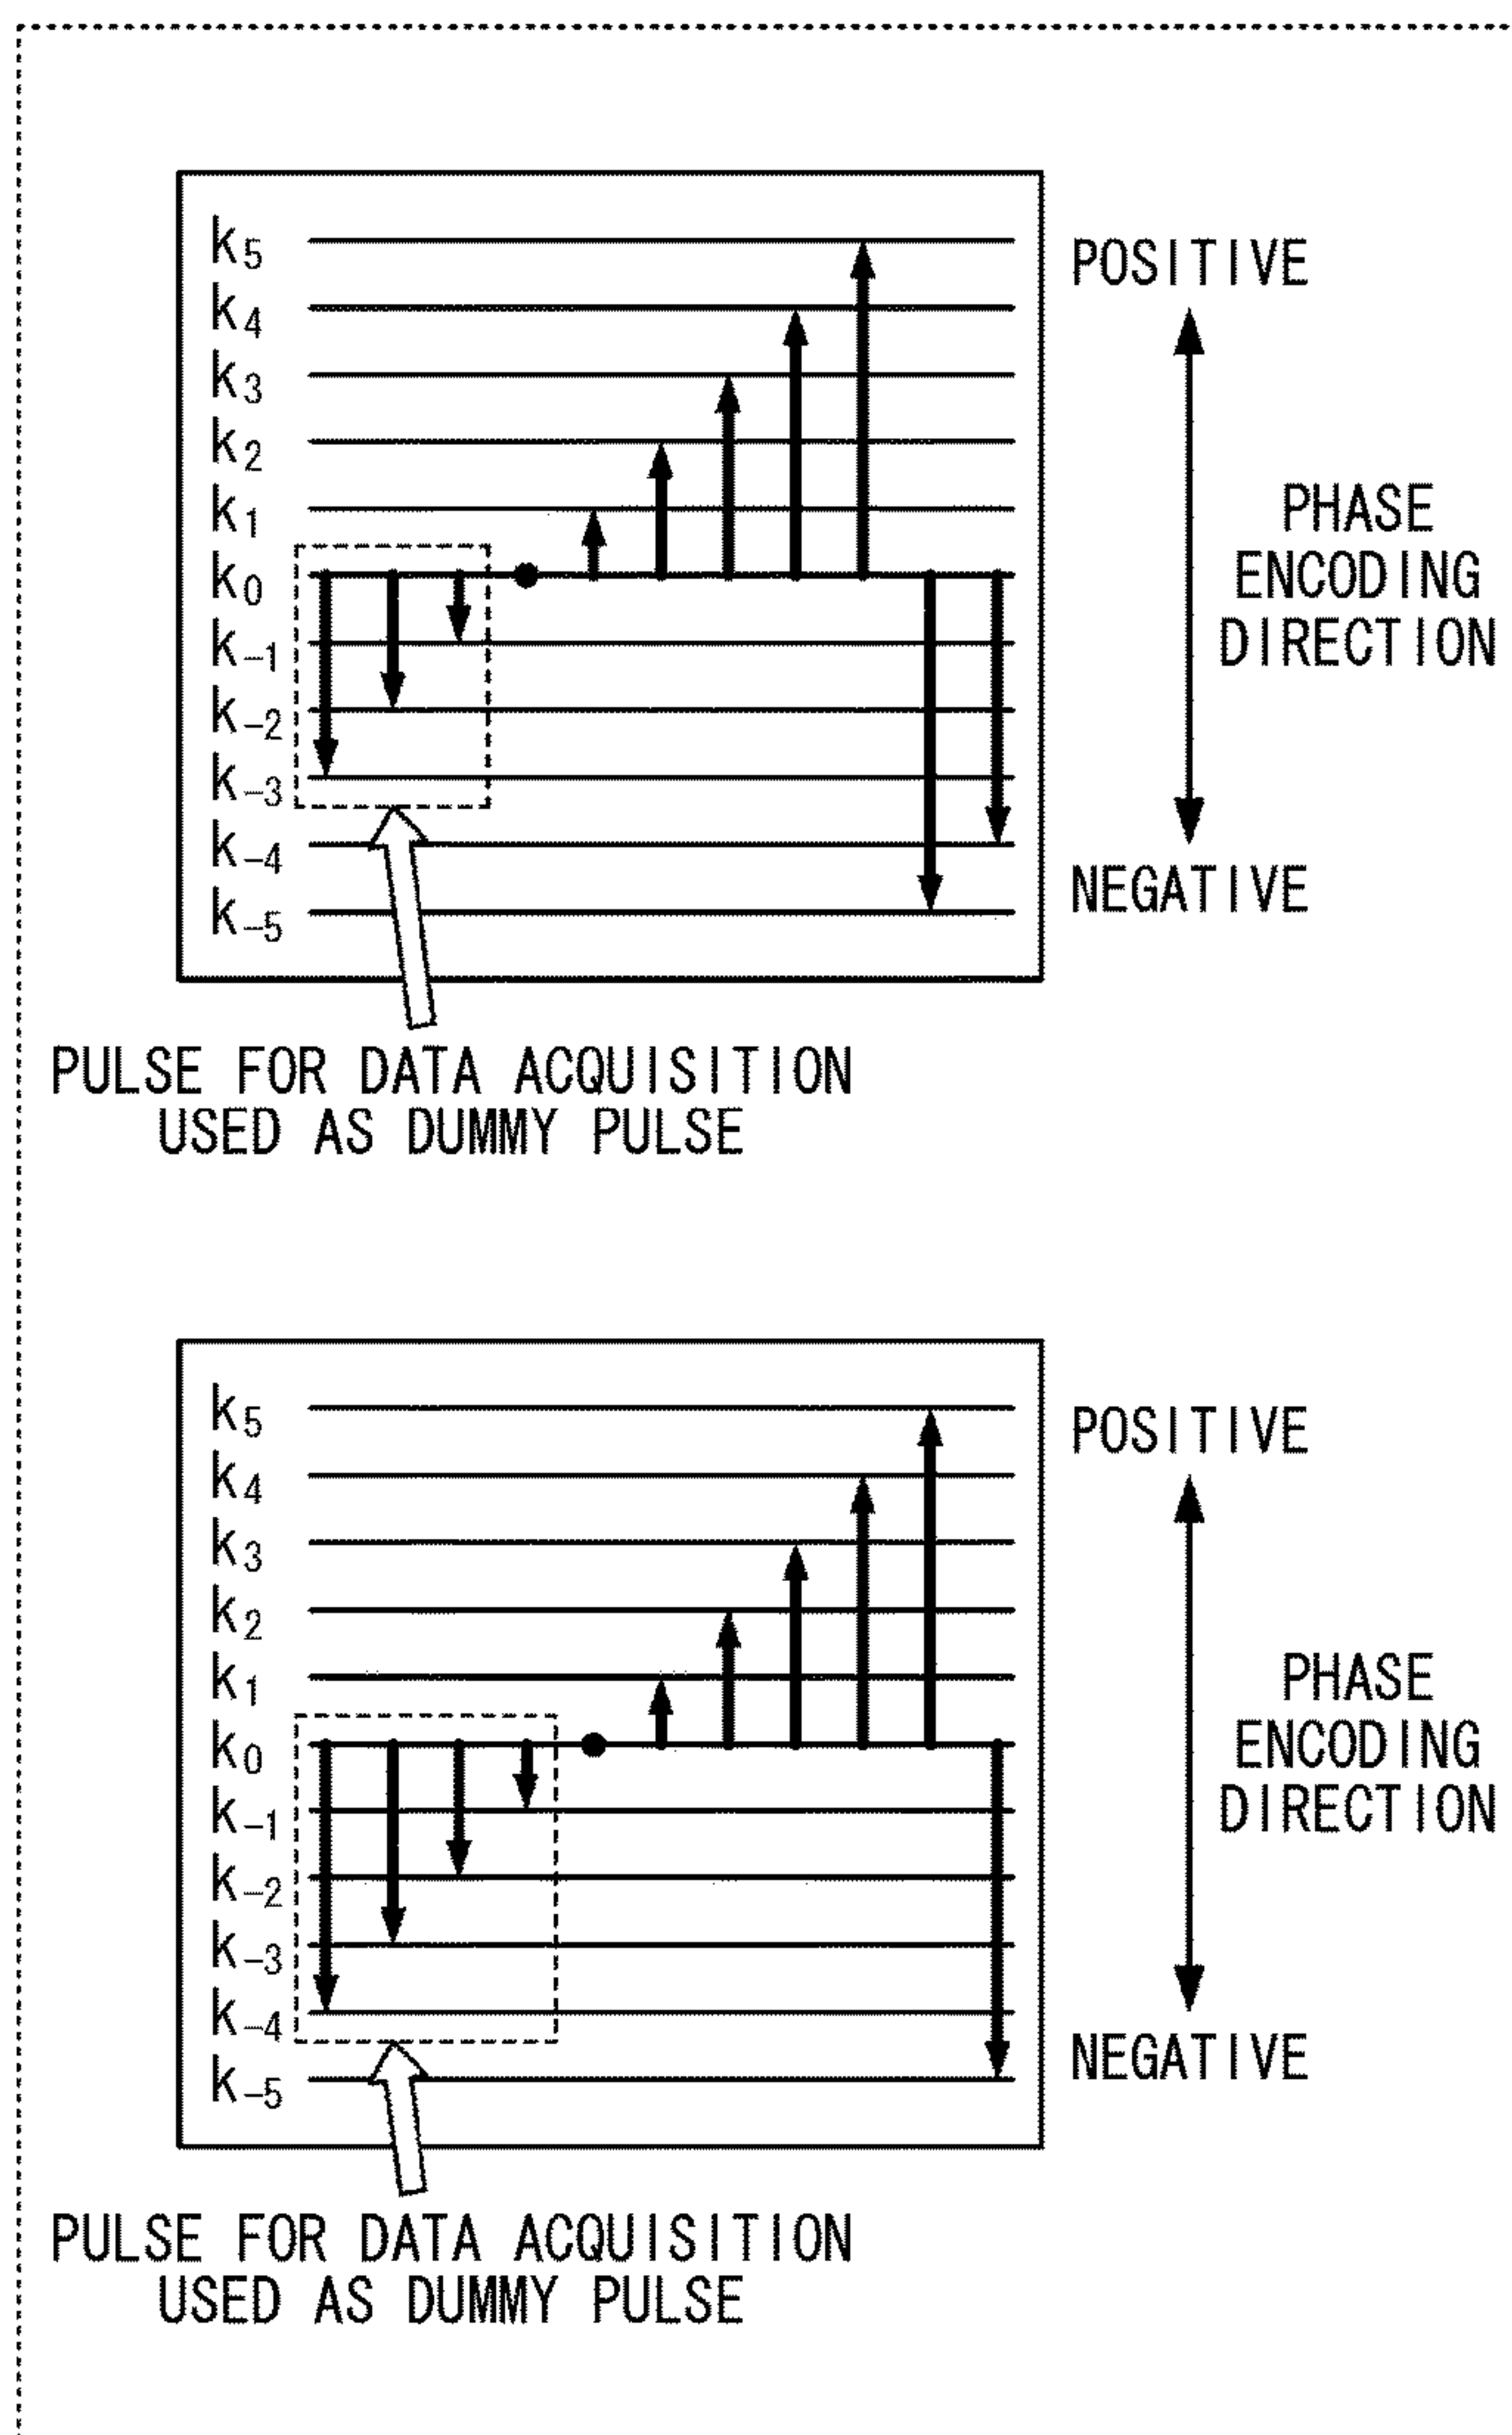 k5
k4
k3
k2
k1
k0
k-1
k-2
k-3
k-4
k-5
POSITIVE
PHASE
ENCODING
DIRECTION
NEGATIVE
PULSE FOR DATA ACQUISITION
USED AS DUMMY PULSE
k5
k4
k3
k2
k1
k0
k-1
k-2
k-3
k-4
k-5
POSITIVE
PHASE
ENCODING
DIRECTION
NEGATIVE
PULSE FOR DATA ACQUISITION
USED AS DUMMY PULSE